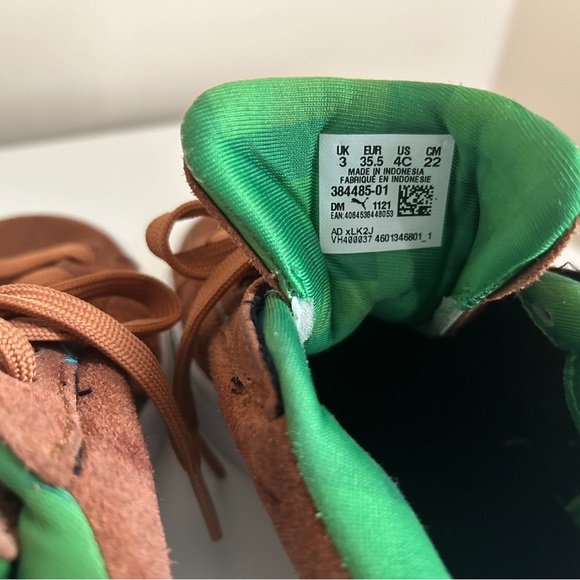 UK EUR US CM
3 35.5 4C 22
MADE IN INDONESIA
FABRIQUE EN INDONESIE
384485-01
DM 1121
EAN:4064536448053
AD xLK2J
VH400037 4601346801_1